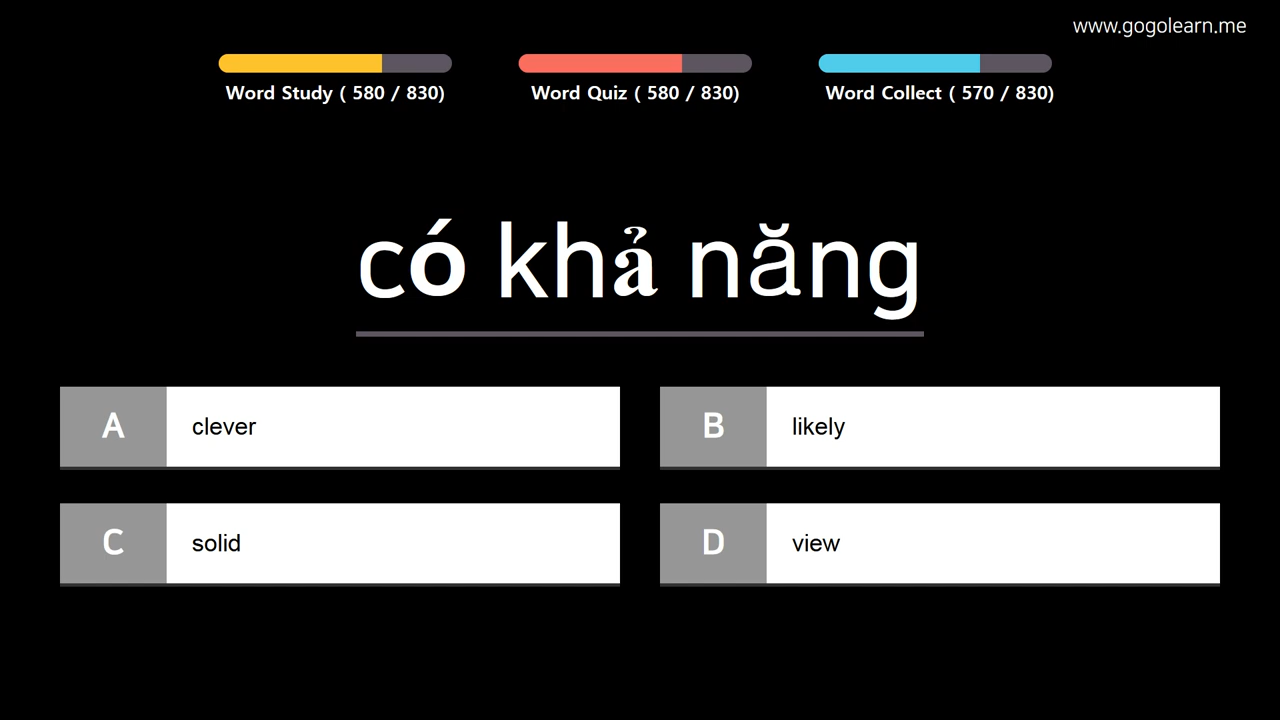 www.gogolearn.me
Word Study ( 580 / 830)
Word Quiz ( 580 / 830)
Word Collect ( 570 / 830)
có khả năng
A clever
B likely
C solid
D view